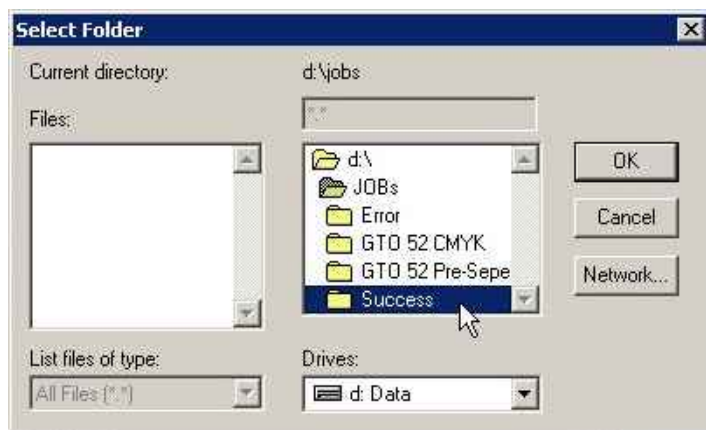 Select Folder
Current directory:
d:\jobs
Files:
*.*
d:\
JOBs
Error
GTO 52 CMYK
GTO 52 Pre-Sepe
Success
OK
Cancel
Network...
List files of type:
All Files (*.*)
Drives:
d: Data